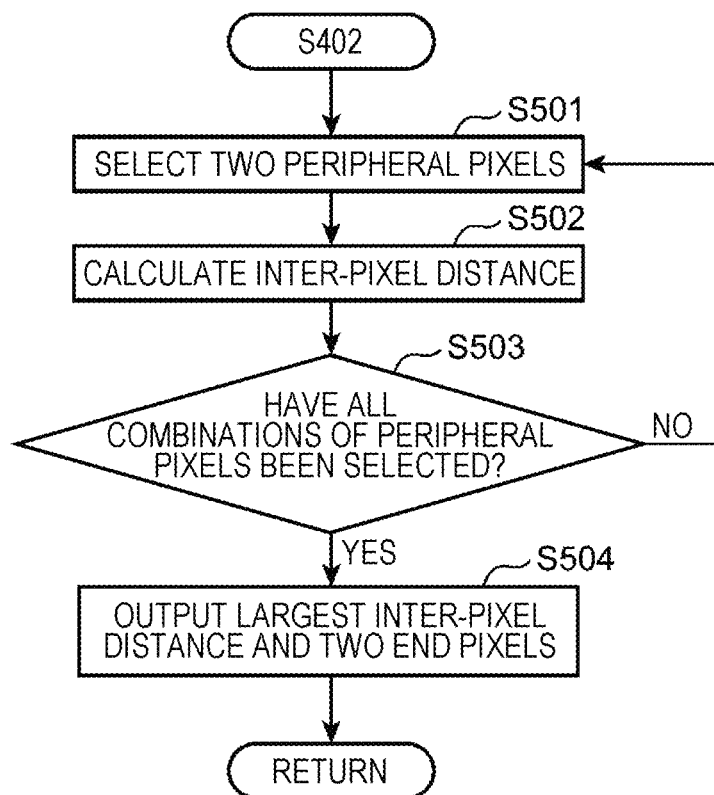 S402
S501
SELECT TWO PERIPHERAL PIXELS
S502
CALCULATE INTER-PIXEL DISTANCE
S503
HAVE ALL
COMBINATIONS OF PERIPHERAL
PIXELS BEEN SELECTED?
NO
YES
S504
OUTPUT LARGEST INTER-PIXEL
DISTANCE AND TWO END PIXELS
RETURN